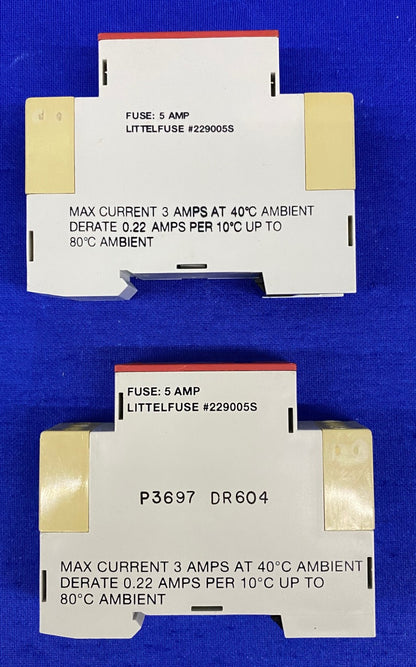 FUSE: 5 AMP
LITTELFUSE #229005S
MAX CURRENT 3 AMPS AT 40°C AMBIENT
DERATE 0.22 AMPS PER 10°C UP TO
80°C AMBIENT
FUSE: 5 AMP
LITTELFUSE #229005S
P3697 DR604
MAX CURRENT 3 AMPS AT 40°C AMBIENT
DERATE 0.22 AMPS PER 10°C UP TO
80°C AMBIENT